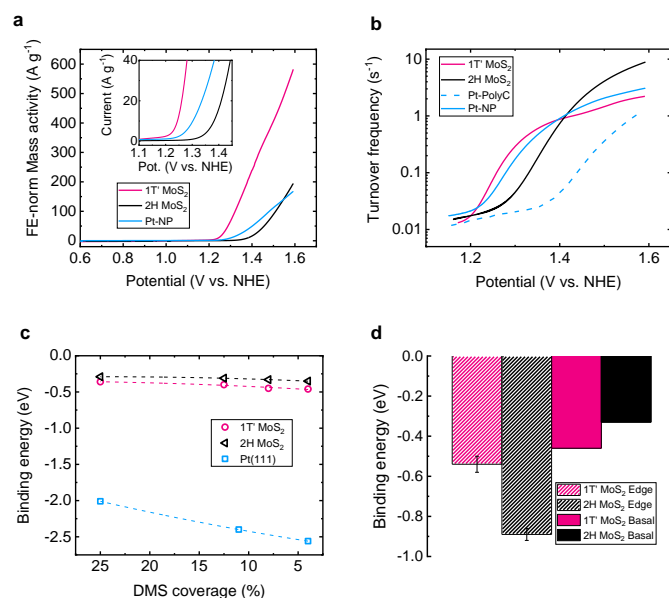 a
FE-norm Mass activity (A g⁻¹)
600
500
400
300
200
100
0
0.6 0.8 1.0 1.2 1.4 1.6
Potential (V vs. NHE)
Current (A g⁻¹)
40
20
0
1.1 1.2 1.3 1.4
Pot. (V vs. NHE)
1T' MoS₂
2H MoS₂
Pt-NP
b
Turnover frequency (s⁻¹)
10
1
0.1
0.01
1.2 1.3 1.4 1.5 1.6
Potential (V vs. NHE)
1T' MoS₂
2H MoS₂
Pt-PolyC
Pt-NP
c
Binding energy (eV)
0.0
-0.5
-1.0
-1.5
-2.0
-2.5
25 20 15 10 5
DMS coverage (%)
1T' MoS₂
2H MoS₂
Pt(111)
d
Binding energy (eV)
0.0
-0.2
-0.4
-0.6
-0.8
-1.0
1T' MoS₂ Edge
2H MoS₂ Edge
1T' MoS₂ Basal
2H MoS₂ Basal